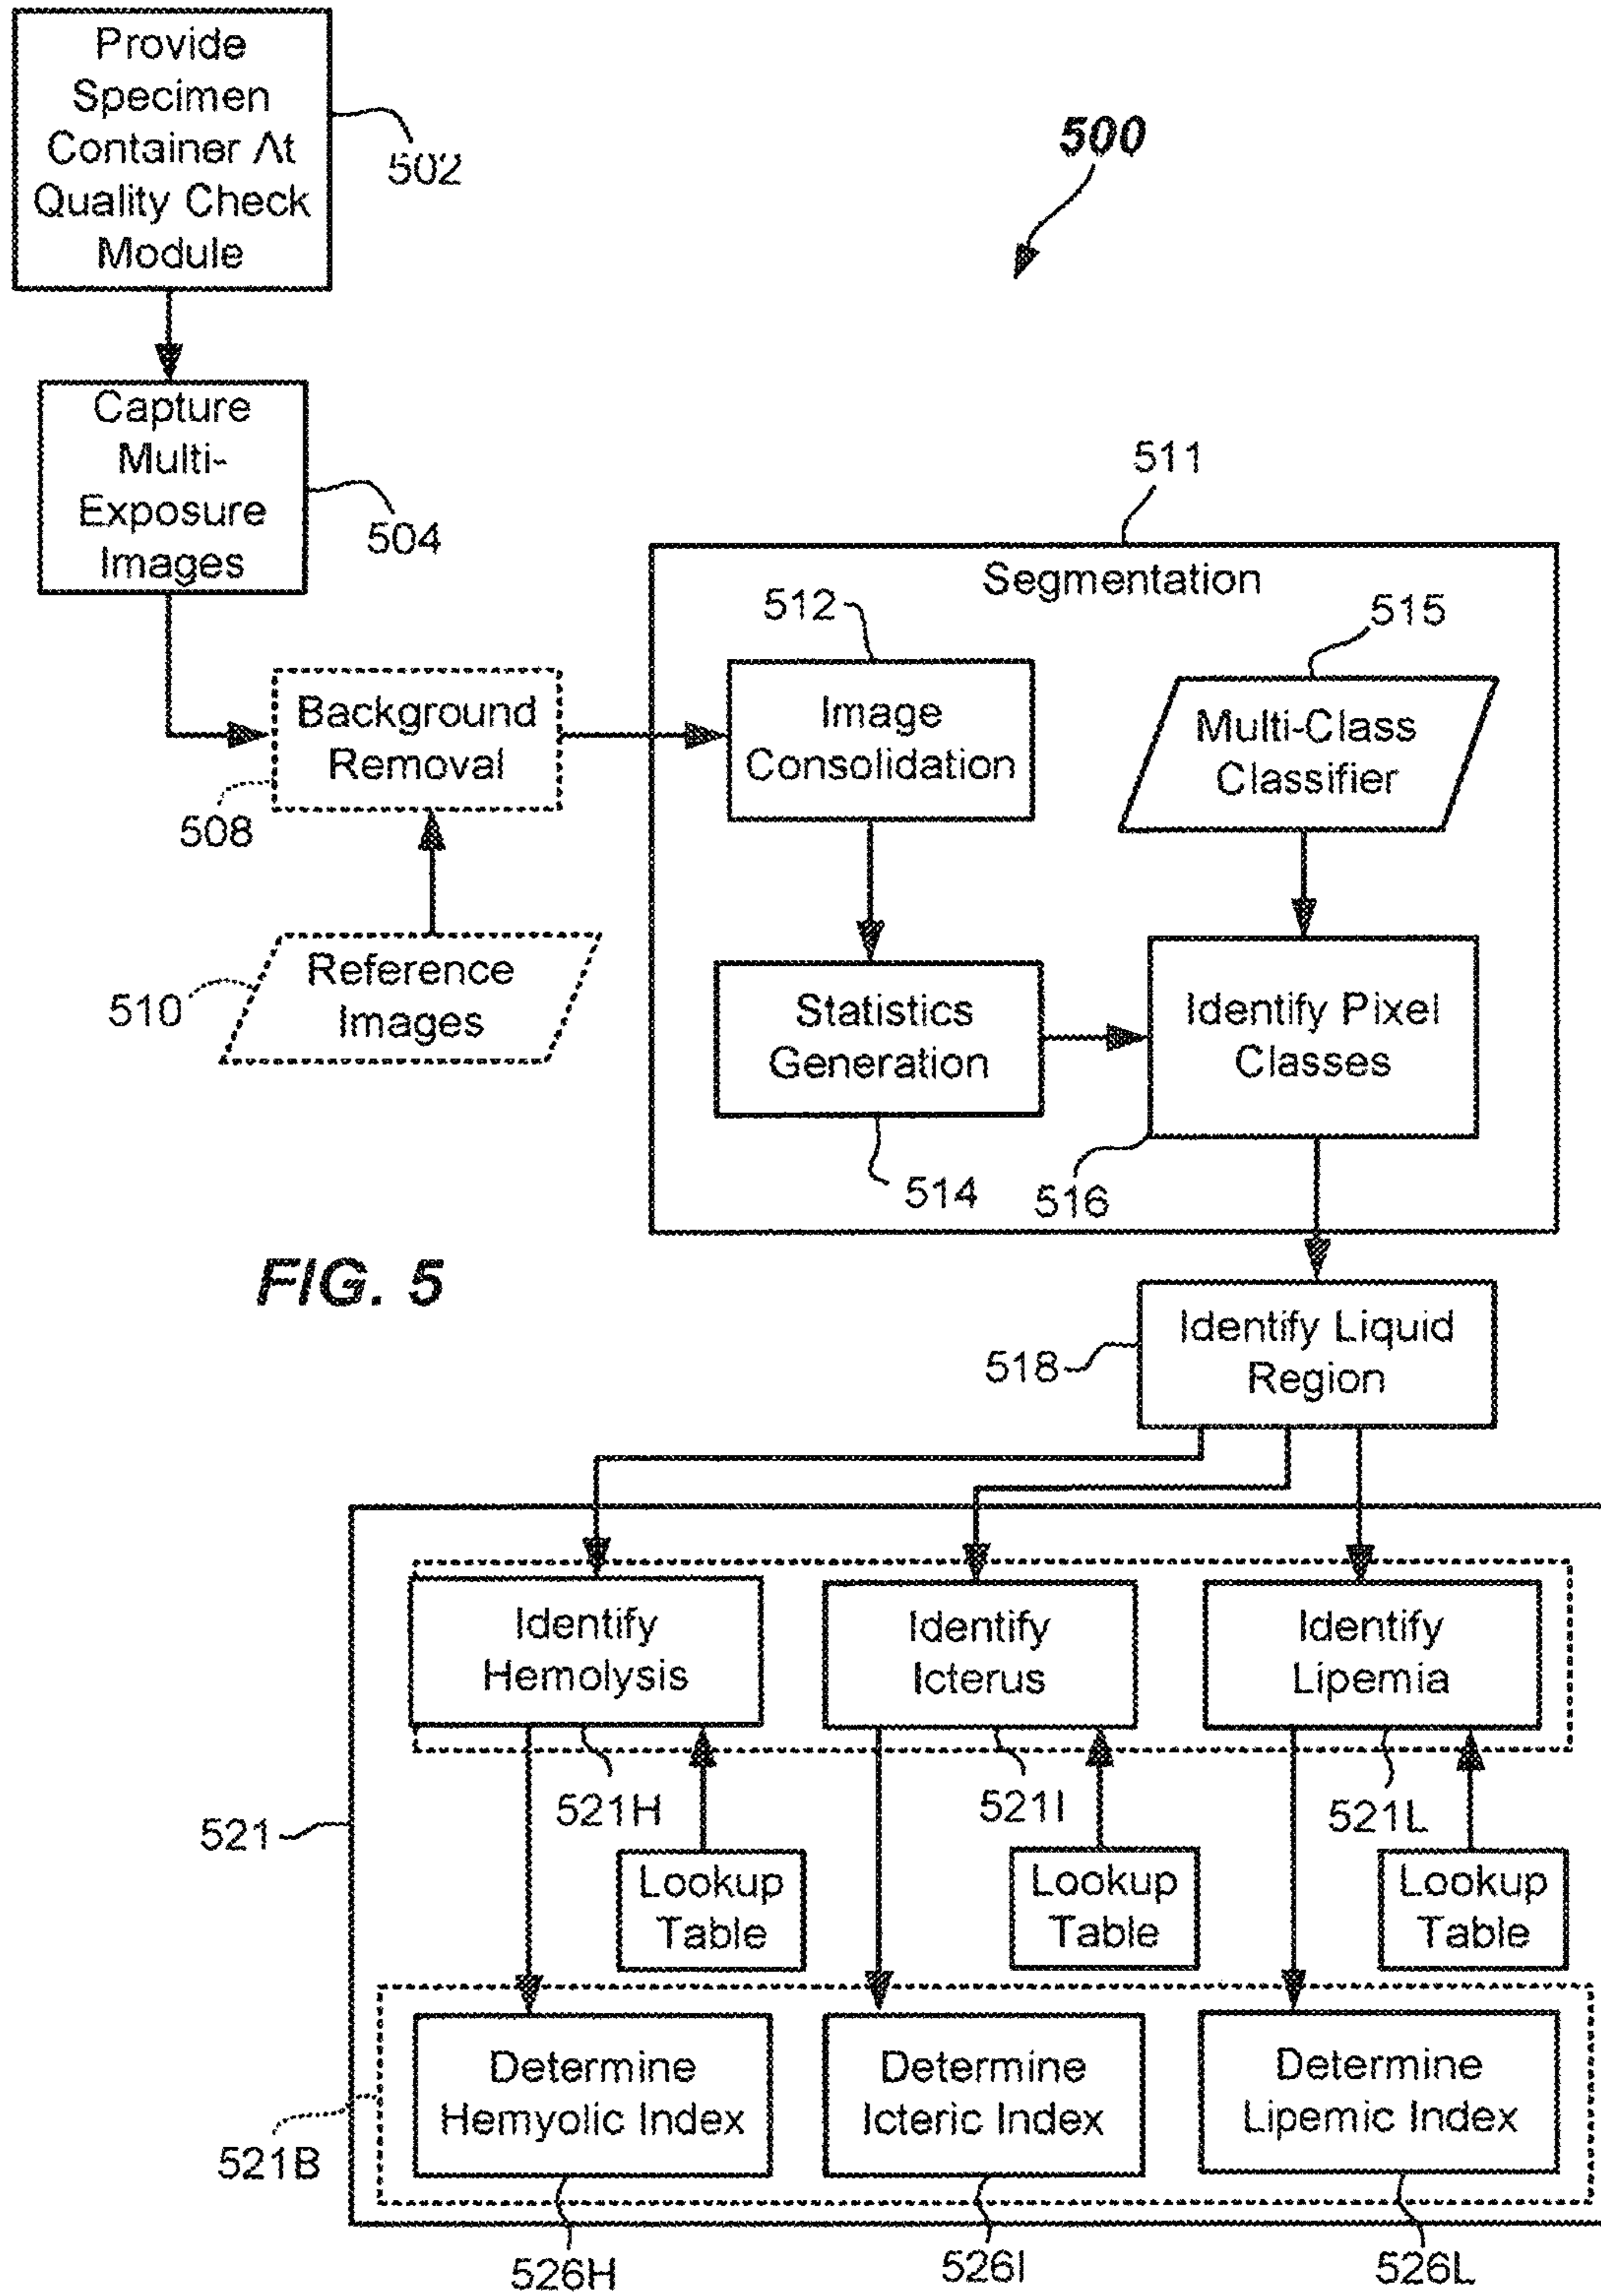 Provide
Specimen
Container At
Quality Check
Module
502
500
Capture
Multi-
Exposure
Images
504
511
Segmentation
512
515
Image
Consolidation
Multi-Class
Classifier
Background
Removal
508
Reference
Images
510
Statistics
Generation
Identify Pixel
Classes
514
516
FIG. 5
Identify Liquid
Region
518
Identify
Hemolysis
Identify
Icterus
Identify
Lipemia
521H
521I
521L
521
Lookup
Table
Lookup
Table
Lookup
Table
Determine
Hemyolic Index
Determine
Icteric Index
Determine
Lipemic Index
521B
526H
526I
526L